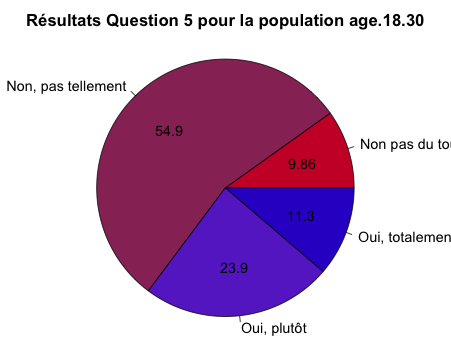 Résultats Question 5 pour la population age.18.30
Non, pas tellement
54.9
Non pas du tou
9.86
11.3
Oui, totalemen
23.9
Oui, plutôt